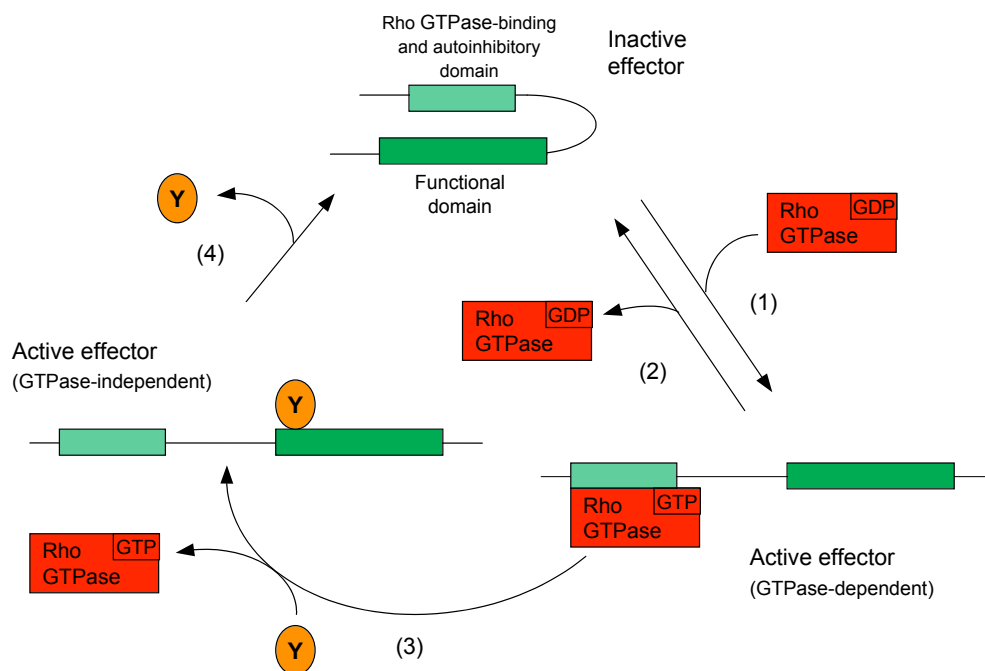 Rho GTPase-binding
and autoinhibitory
domain
Inactive
effector
Functional
domain
Y
(4)
Rho
GDP
GTPase
(1)
Rho
GDP
GTPase
(2)
Active effector
(GTPase-independent)
Y
Rho
GTP
GTPase
Active effector
(GTPase-dependent)
Rho
GTP
GTPase
Y
(3)